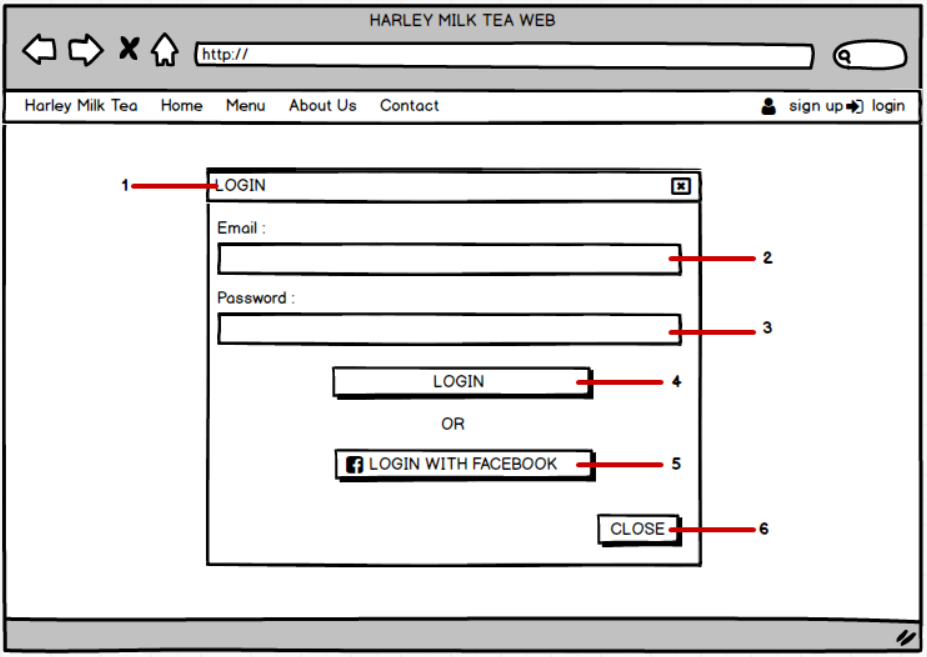 HARLEY MILK TEA WEB
http://
Harley Milk Tea Home Menu About Us Contact sign up login
1 LOGIN
Email :
2
Password :
3
LOGIN 4
OR
LOGIN WITH FACEBOOK 5
CLOSE 6